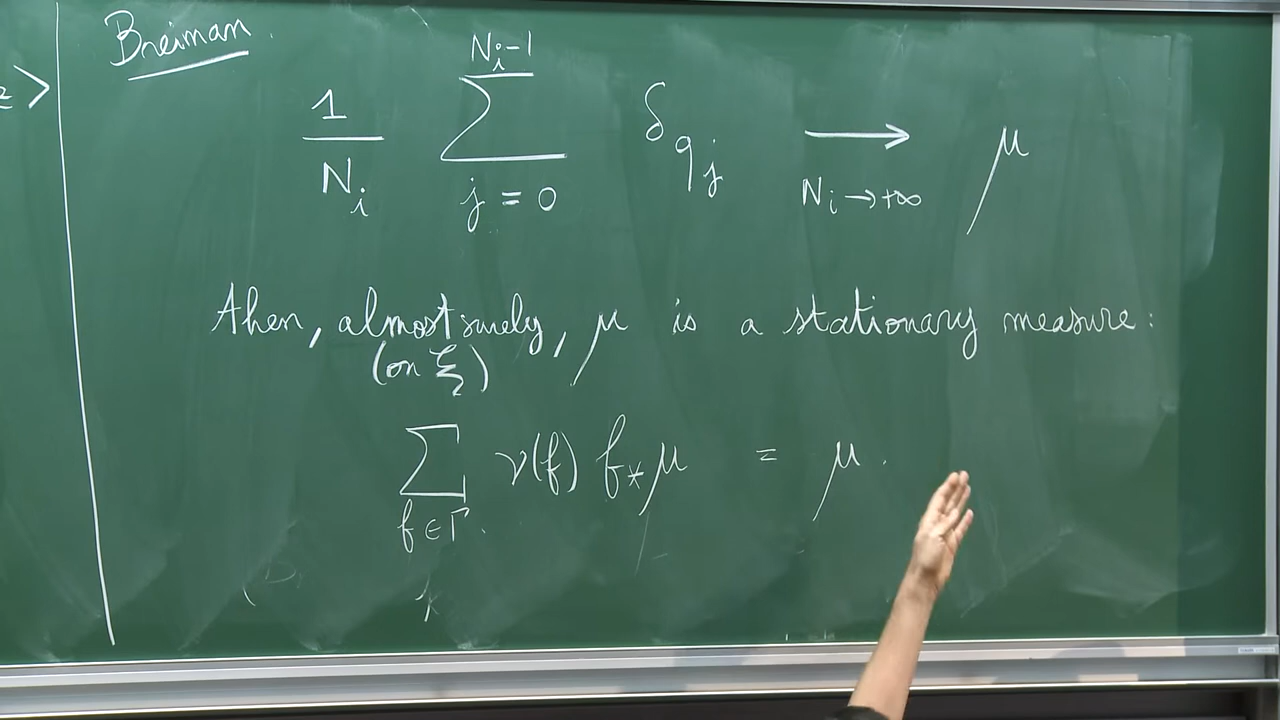 Breiman.
z >
1/N_i ∑_{j=0}^{N_i-1} δ_{q_j} ⟶_{N_i→+∞} μ
Then, almost surely, μ is a stationary measure:
(on ξ)
∑_{f∈Γ} ν(f) f_* μ = μ.